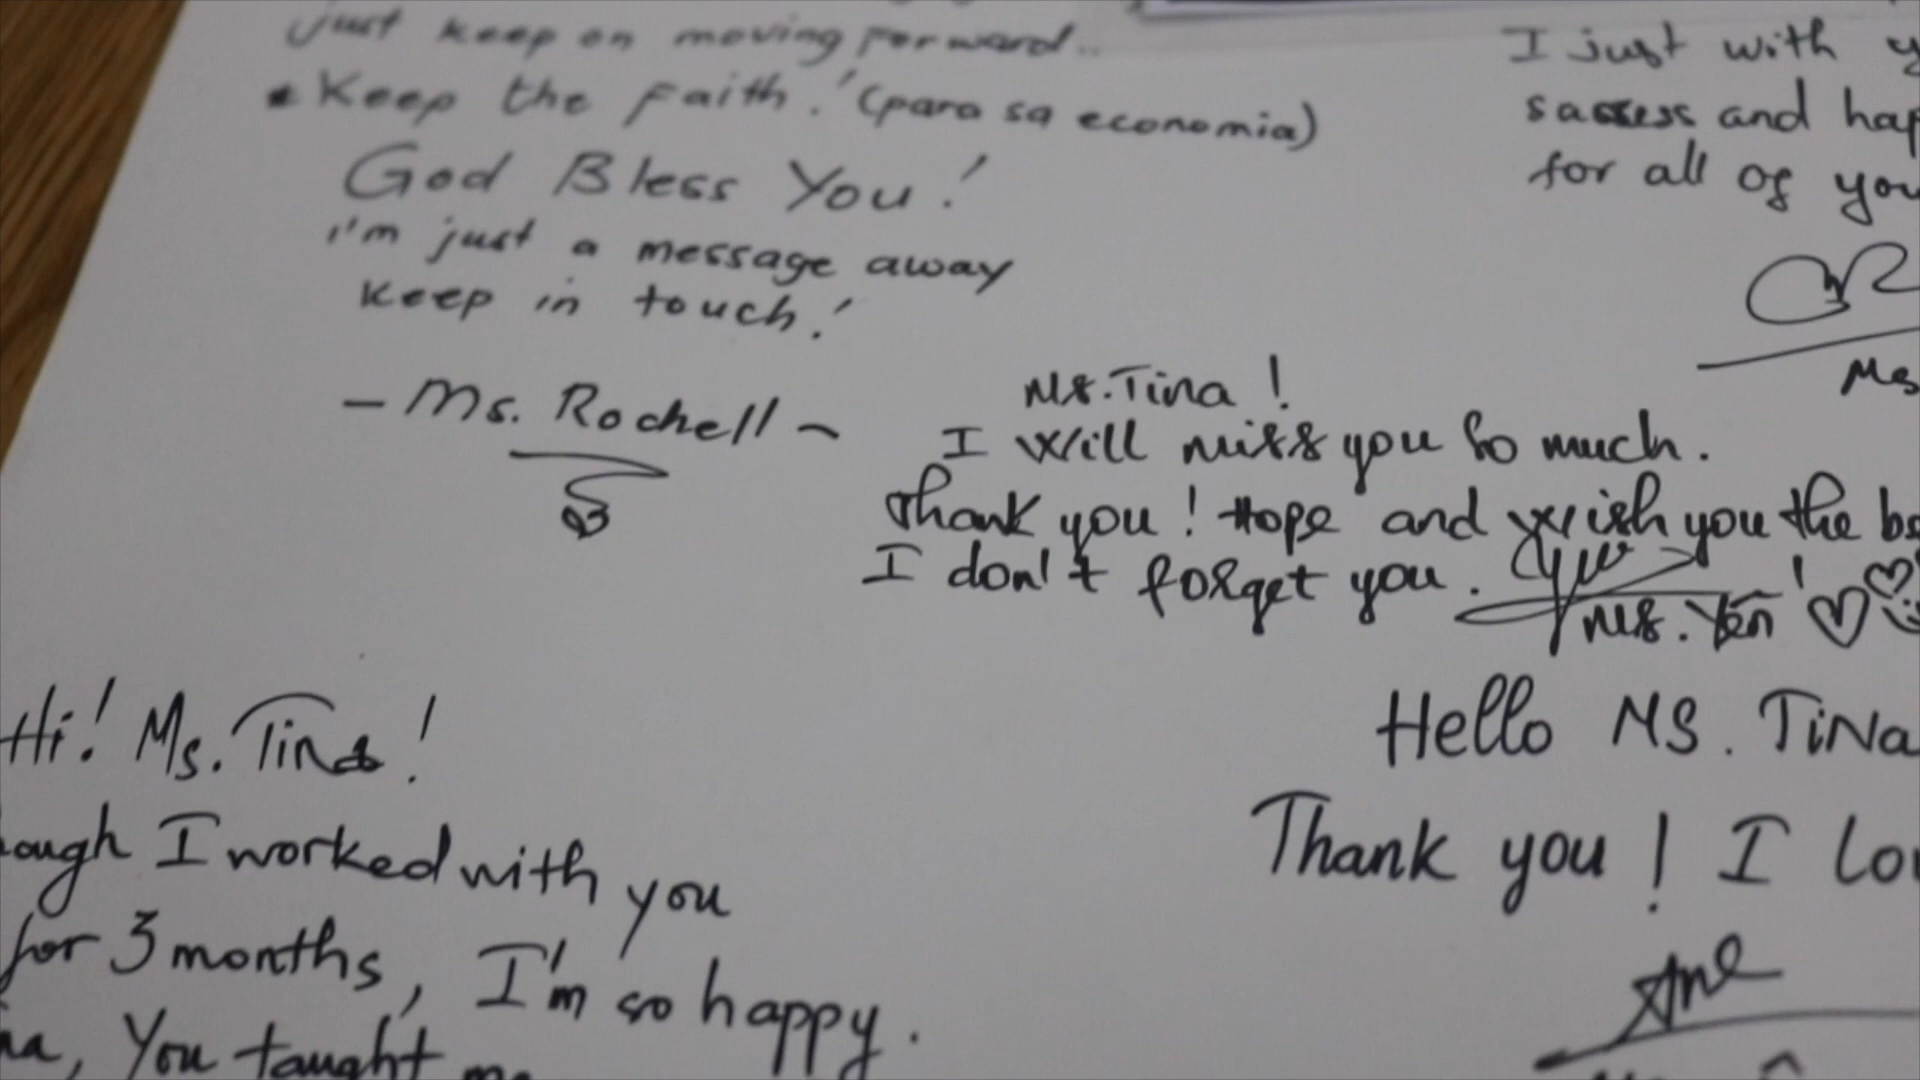 just keep on moving forward..
• Keep the faith! (para sa economia)
God Bless You!
i'm just a message away
keep in touch!
- Ms. Rochell -
I just with
success and
for all of
Ms. Tina!
I will miss you so much.
Thank you! Hope and wish you the
I don't forget you.
Ms. Yến
Hi! Ms. Tina!
I worked with you
for 3 months, I'm so happy.
You taught me
Hello MS. TiNa
Thank you! I